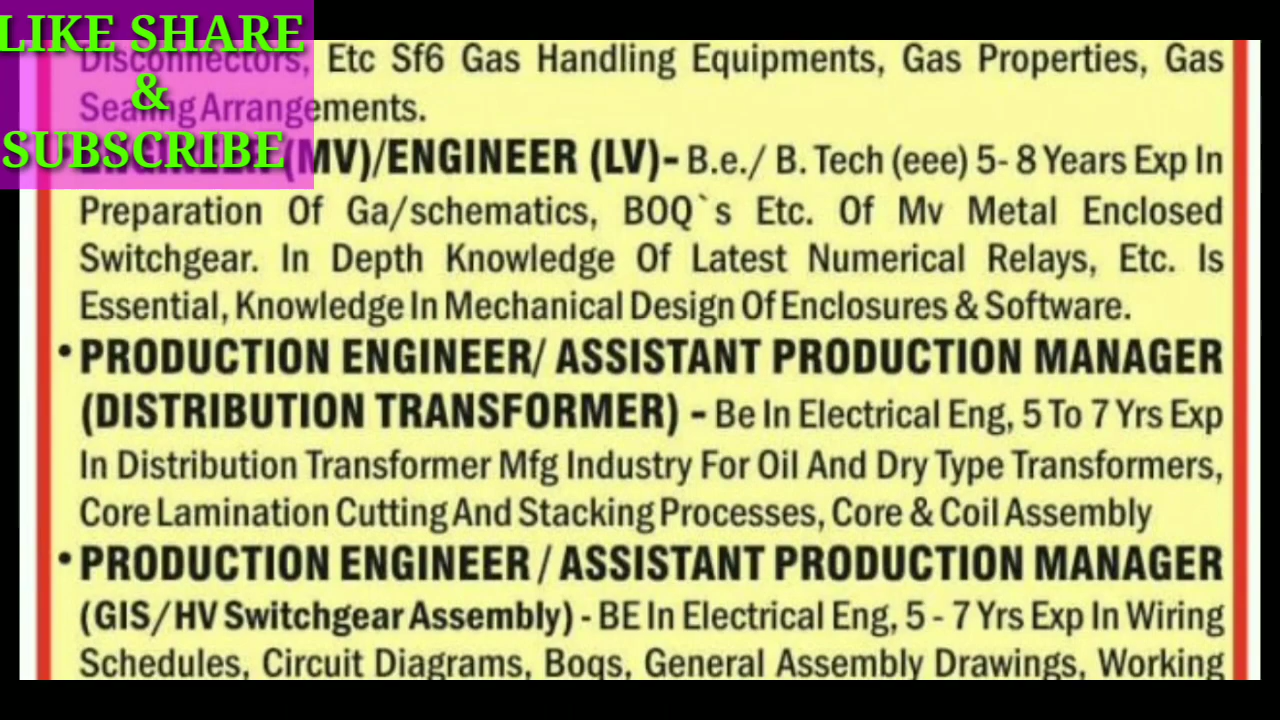 LIKE SHARE
&
SUBSCRIBE
Disconnectors, Etc Sf6 Gas Handling Equipments, Gas Properties, Gas
Sealing Arrangements.
ENGINEER (MV)/ENGINEER (LV)- B.e./ B. Tech (eee) 5- 8 Years Exp In
Preparation Of Ga/schematics, BOQ`s Etc. Of Mv Metal Enclosed
Switchgear. In Depth Knowledge Of Latest Numerical Relays, Etc. Is
Essential, Knowledge In Mechanical Design Of Enclosures & Software.
• PRODUCTION ENGINEER/ ASSISTANT PRODUCTION MANAGER
(DISTRIBUTION TRANSFORMER) - Be In Electrical Eng, 5 To 7 Yrs Exp
In Distribution Transformer Mfg Industry For Oil And Dry Type Transformers,
Core Lamination Cutting And Stacking Processes, Core & Coil Assembly
• PRODUCTION ENGINEER / ASSISTANT PRODUCTION MANAGER
(GIS/HV Switchgear Assembly) - BE In Electrical Eng, 5 - 7 Yrs Exp In Wiring
Schedules, Circuit Diagrams, Boqs, General Assembly Drawings, Working